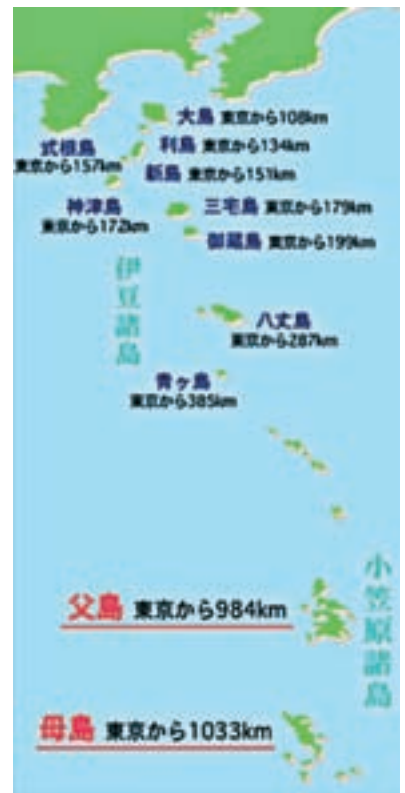 大島 東京から108km
利島 東京から134km
式根島
東京から157km
新島 東京から151km
神津島
東京から172km
三宅島 東京から179km
御蔵島 東京から199km
伊豆諸島
八丈島
東京から287km
青ヶ島
東京から385km
小笠原諸島
父島 東京から984km
母島 東京から1033km